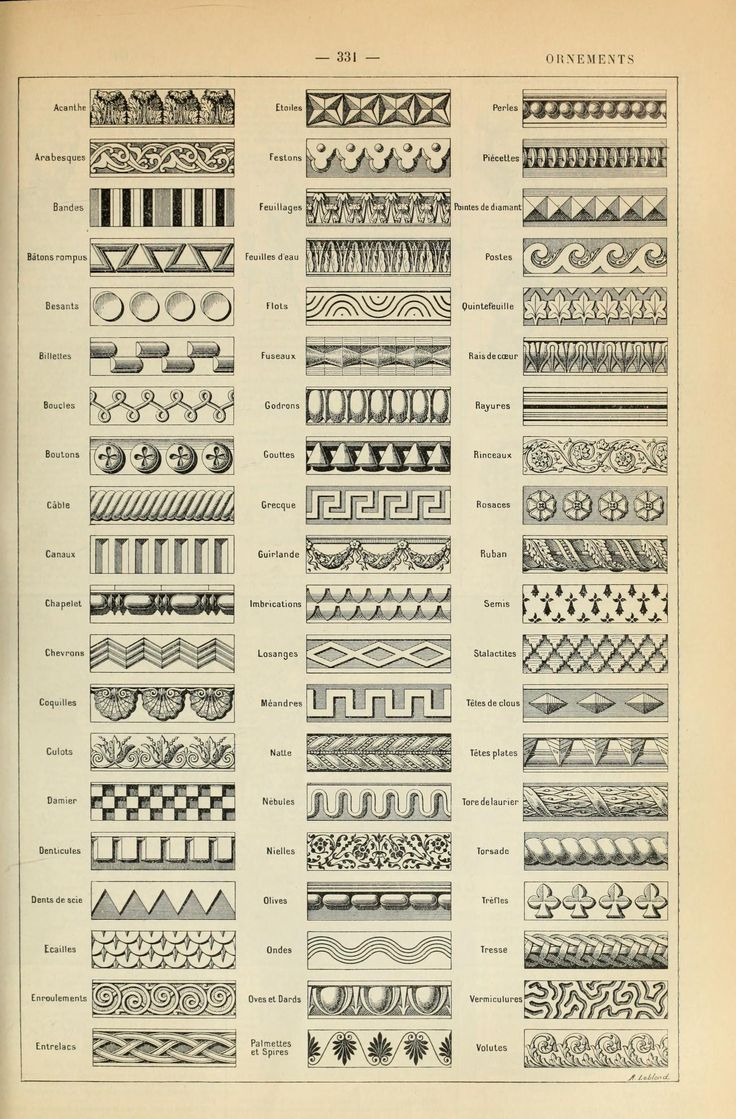 — 331 —
ORNEMENTS
Acanthe
Arabesques
Bandes
Bâtons rompus
Besants
Billettes
Boucles
Boutons
Câble
Canaux
Chapelet
Chevrons
Coquilles
Culots
Damier
Denticules
Dents de scie
Ecailles
Enroulements
Entrelacs
Etoiles
Festons
Feuillages
Feuilles d'eau
Flots
Fuseaux
Godrons
Gouttes
Grecque
Guirlande
Imbrications
Losanges
Méandres
Natte
Nébules
Nielles
Olives
Ondes
Oves et Dards
Palmettes
et Spires
Perles
Piécettes
Pointes de diamant
Postes
Quintefeuille
Rais de cœur
Rayures
Rinceaux
Rosaces
Ruban
Semis
Stalactites
Têtes de clous
Têtes plates
Tore de laurier
Torsade
Trèfles
Tresse
Vermiculures
Volutes
A. Leblond